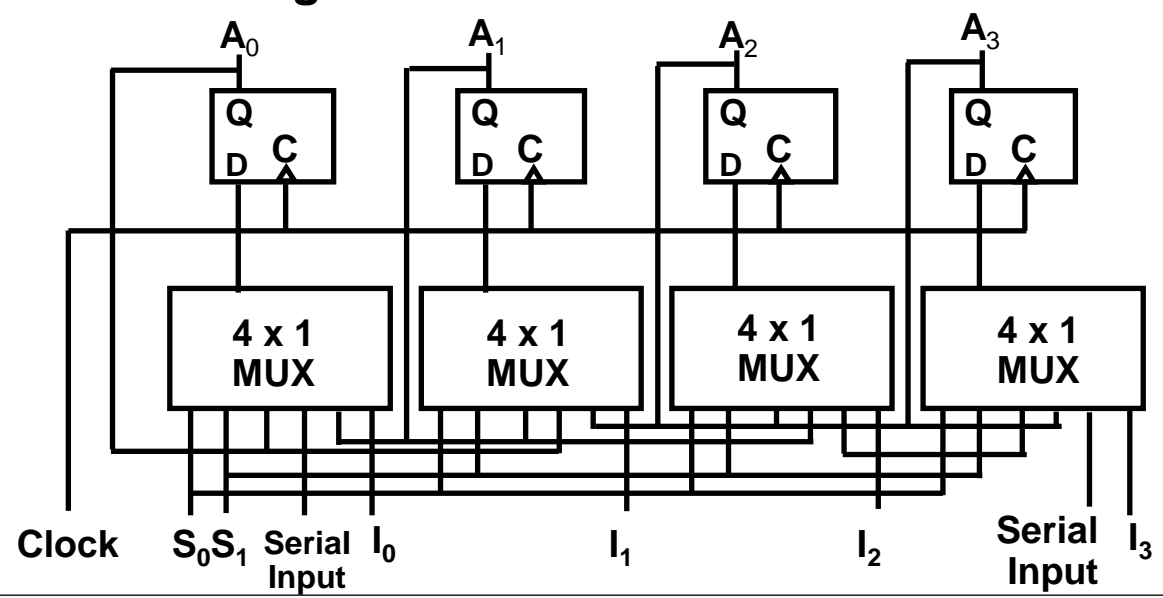 A0 A1 A2 A3
Q Q Q Q
C C C C
D D D D
4 x 1 4 x 1 4 x 1 4 x 1
MUX MUX MUX MUX
Clock S0S1 Serial I0 I1 I2 Serial I3
Input Input